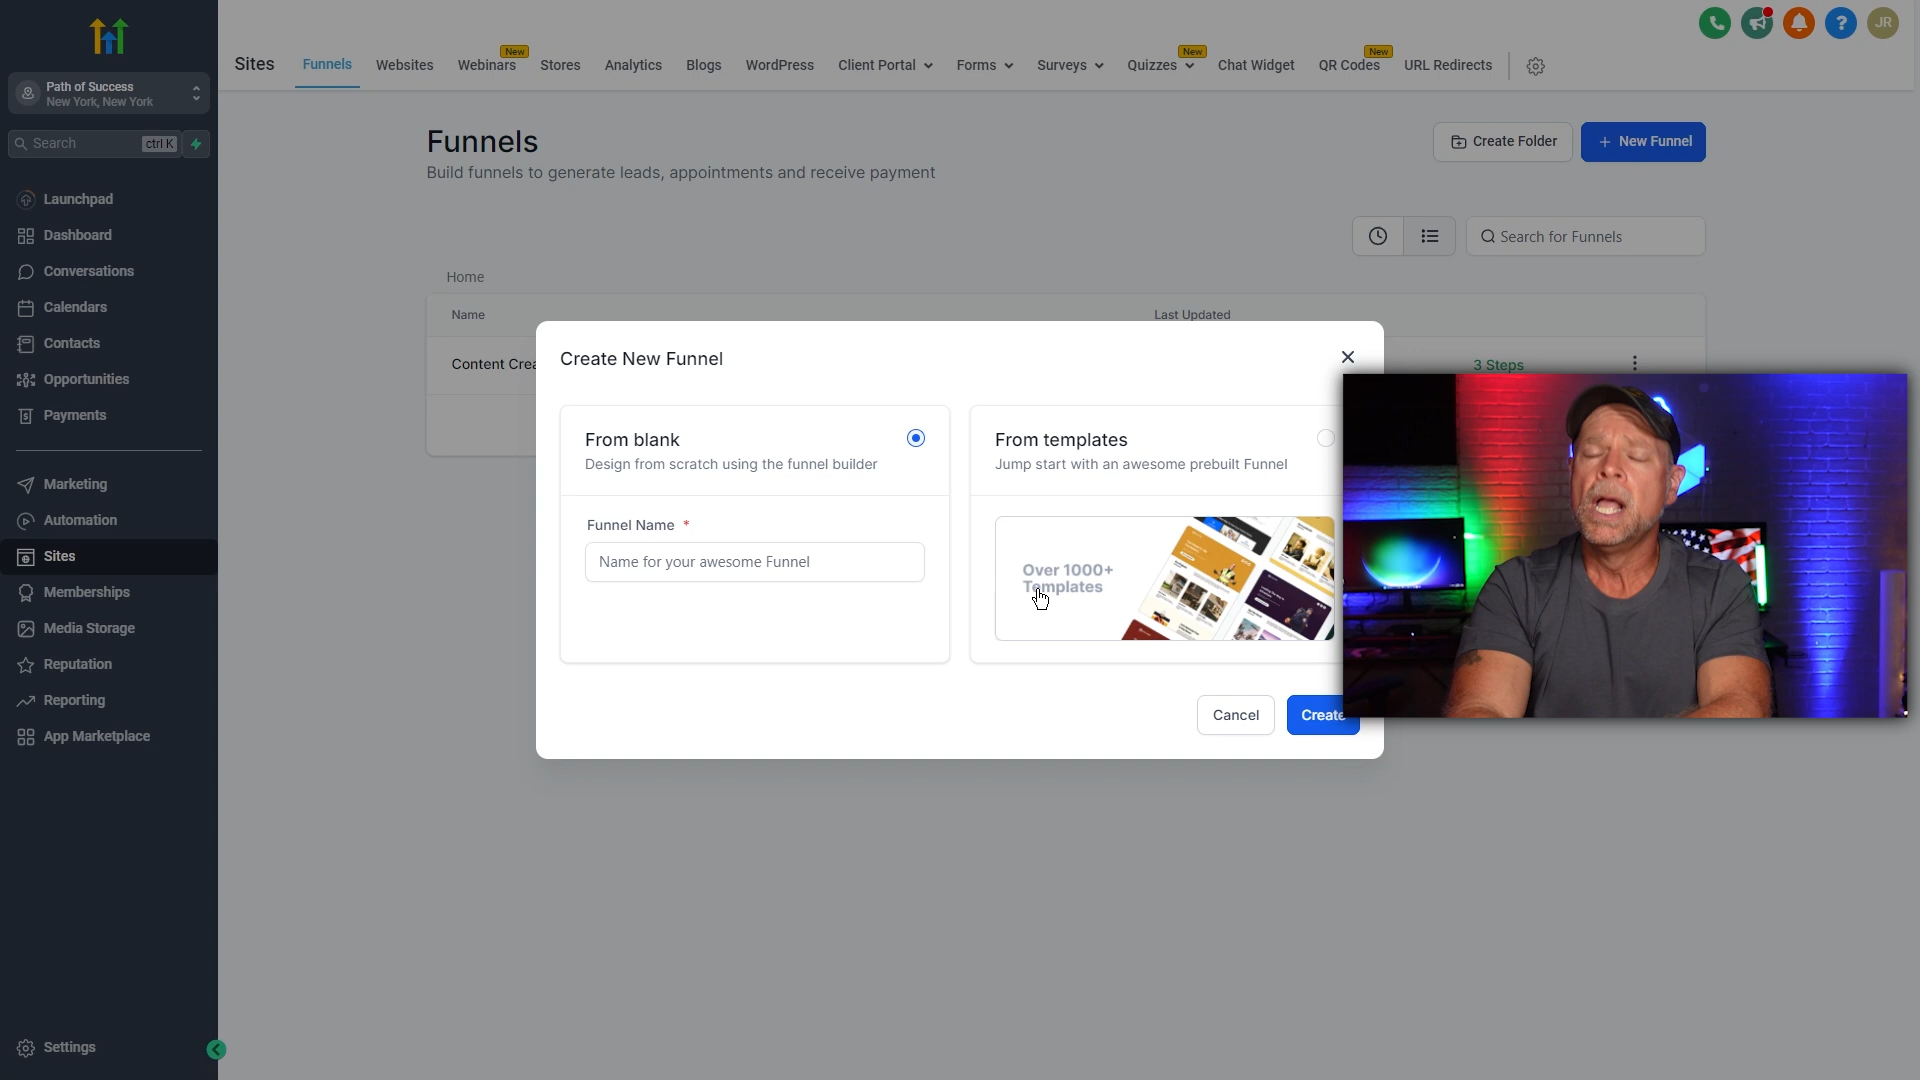 Path of Success
New York, New York
Search
ctrl K
Launchpad
Dashboard
Conversations
Calendars
Contacts
Opportunities
Payments
Marketing
Automation
Sites
Memberships
Media Storage
Reputation
Reporting
App Marketplace
Settings
JR
Sites
Funnels
Websites
Webinars
New
Stores
Analytics
Blogs
WordPress
Client Portal
Forms
Surveys
Quizzes
New
Chat Widget
QR Codes
New
URL Redirects
Funnels
Build funnels to generate leads, appointments and receive payment
Create Folder
+ New Funnel
Search for Funnels
Home
Name
Last Updated
Content Crea
3 Steps
Create New Funnel
From blank
Design from scratch using the funnel builder
Funnel Name *
Name for your awesome Funnel
From templates
Jump start with an awesome prebuilt Funnel
Over 1000+
Templates
Cancel
Create